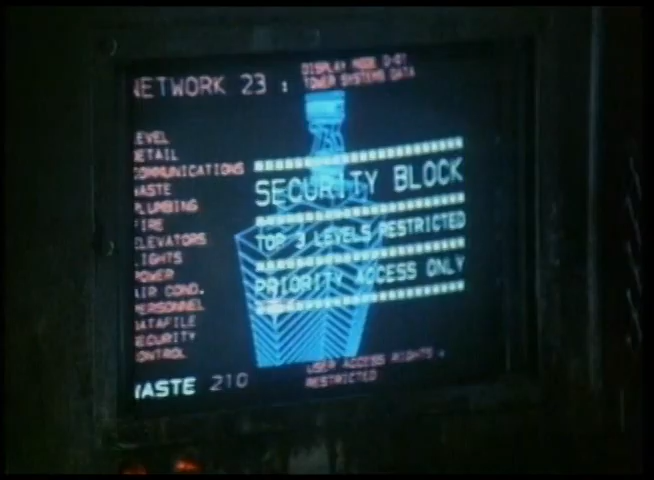 NETWORK 23 :
DISPLAY MODE D-01
TOWER SYSTEMS DATA
LEVEL
DETAIL
COMMUNICATIONS
WASTE
PLUMBING
FIRE
ELEVATORS
LIGHTS
POWER
AIR COND.
PERSONNEL
DATAFILE
SECURITY
CONTROL
SECURITY BLOCK
TOP 3 LEVELS RESTRICTED
PRIORITY ACCESS ONLY
WASTE 210
USER ACCESS RIGHTS
RESTRICTED